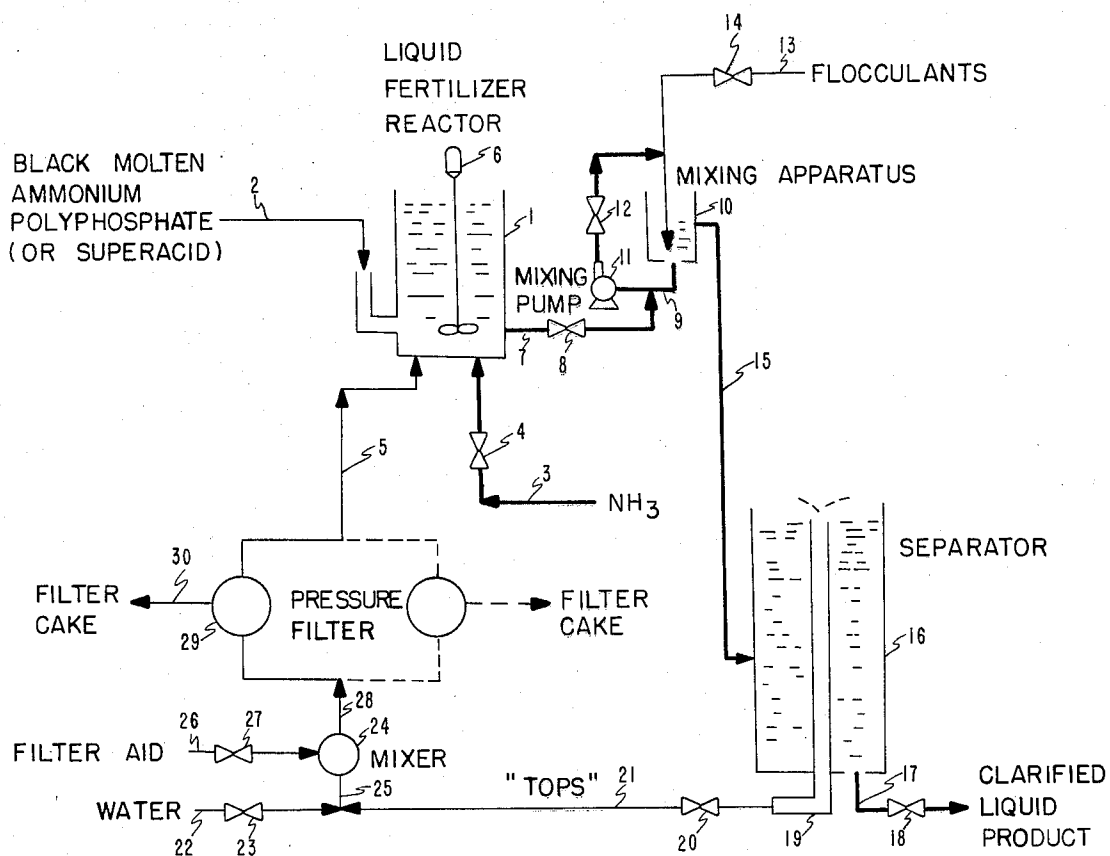 14
13
FLOCCULANTS
LIQUID
FERTILIZER
REACTOR
6
BLACK MOLTEN
AMMONIUM
POLYPHOSPHATE
(OR SUPERACID)
2
1
MIXING APPARATUS
10
12
11
MIXING
PUMP
9
7
8
15
5
4
3
NH3
SEPARATOR
16
30
FILTER
CAKE
29
PRESSURE
FILTER
FILTER
CAKE
28
24
26
27
FILTER AID
MIXER
25
"TOPS"
21
17
CLARIFIED
LIQUID
PRODUCT
WATER
22
23
20
19
18